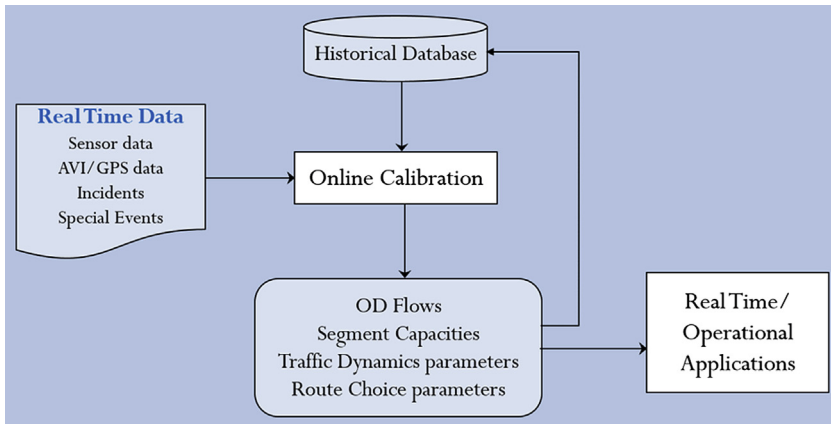 Historical Database
Real Time Data
Sensor data
AVI/GPS data
Incidents
Special Events
Online Calibration
OD Flows
Segment Capacities
Traffic Dynamics parameters
Route Choice parameters
Real Time/
Operational
Applications